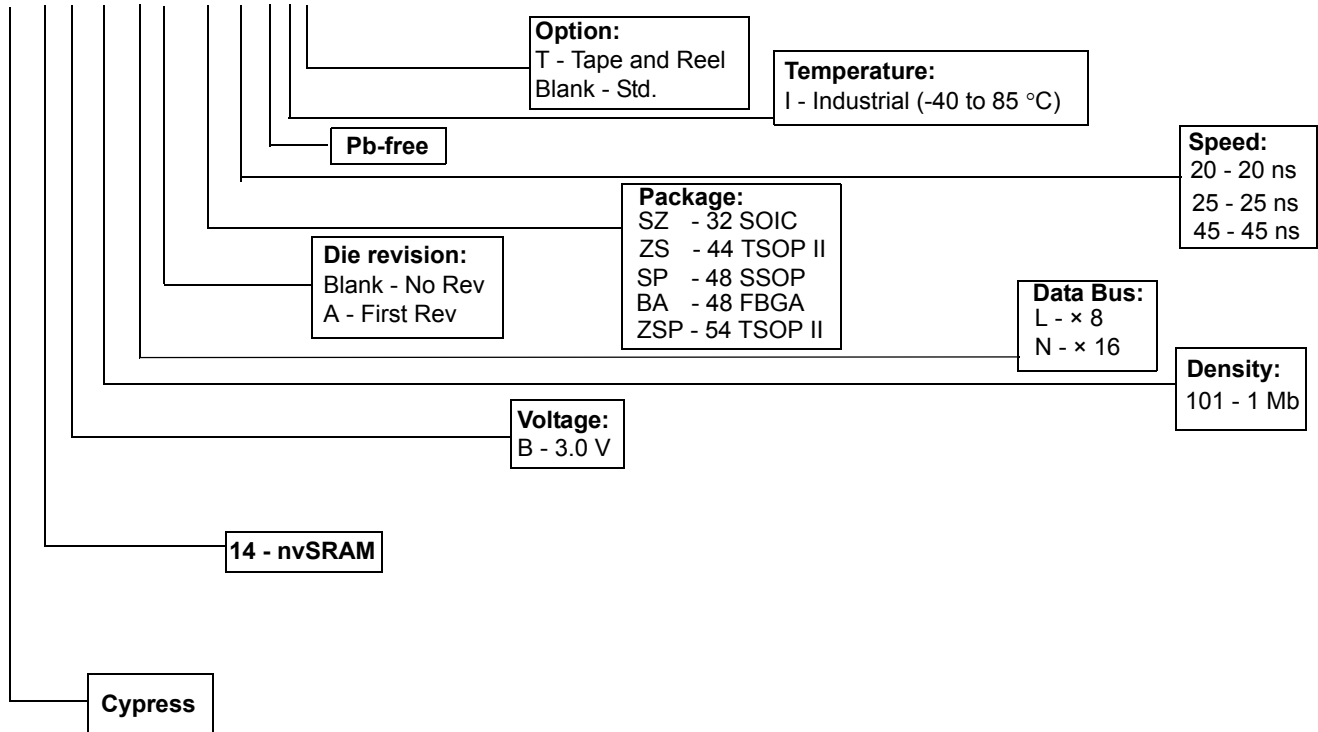 Option:
T - Tape and Reel
Blank - Std.
Temperature:
I - Industrial (-40 to 85 °C)
Pb-free
Speed:
20 - 20 ns
25 - 25 ns
45 - 45 ns
Package:
SZ - 32 SOIC
ZS - 44 TSOP II
SP - 48 SSOP
BA - 48 FBGA
ZSP - 54 TSOP II
Die revision:
Blank - No Rev
A - First Rev
Data Bus:
L - × 8
N - × 16
Density:
101 - 1 Mb
Voltage:
B - 3.0 V
14 - nvSRAM
Cypress